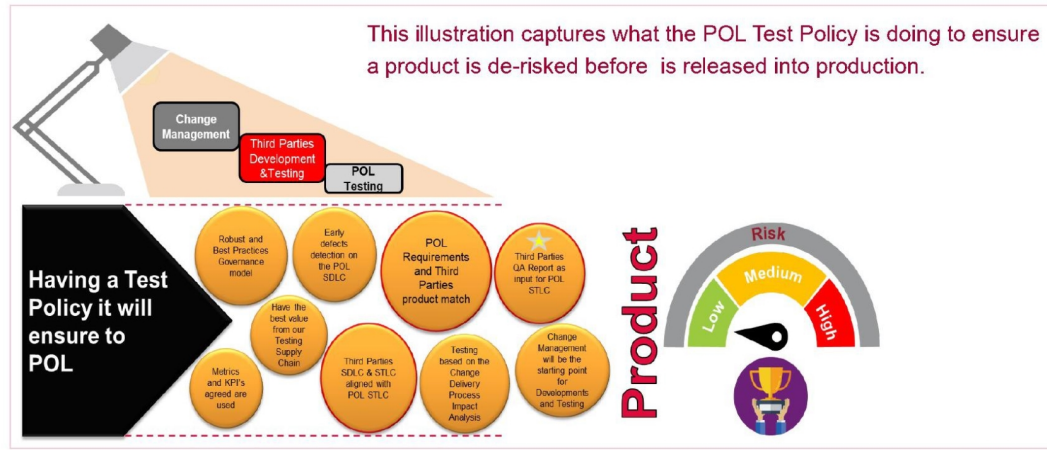 This illustration captures what the POL Test Policy is doing to ensure
a product is de-risked before  is released into production.
Change
Management
Third Parties
Development
&Testing
POL
Testing
Having a Test
Policy it will
ensure to
POL
Robust and
Best Practices
Governance
model
Early
defects
detection on
the POL
SDLC
POL
Requirements
and Third
Parties
product match
Third Parties
QA Report as
input for POL
STLC
Have the
best value
from our
Testing
Supply
Chain
Metrics
and KPI's
agreed are
used
Third Parties
SDLC & STLC
aligned with
POL STLC
Testing
based on the
Change
Delivery
Process
Impact
Analysis
Change
Management
will be the
starting point
for
Developments
and Testing
Product
Risk
Low
Medium
High